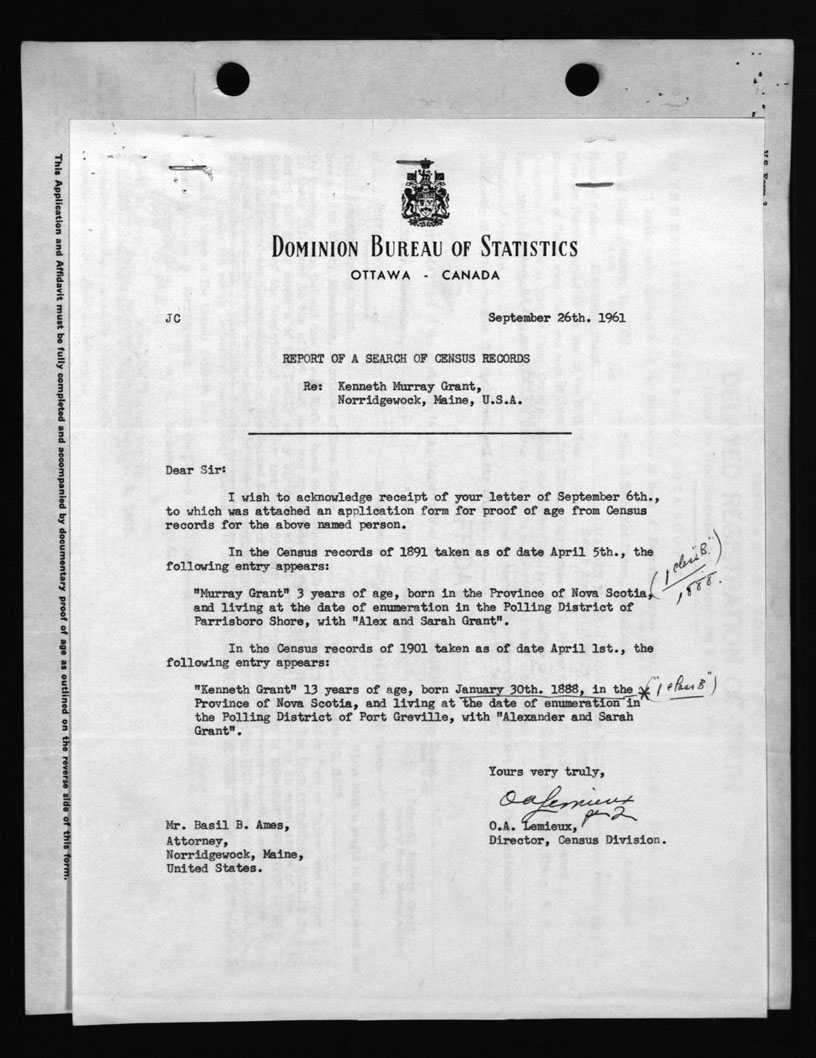 DOMINION BUREAU OF STATISTICS
OTTAWA - CANADA
JC
September 26th. 1961
REPORT OF A SEARCH OF CENSUS RECORDS
Re: Kenneth Murray Grant,
Norridgewock, Maine, U.S.A.
Dear Sir:
I wish to acknowledge receipt of your letter of September 6th.,
to which was attached an application form for proof of age from Census
records for the above named person.
In the Census records of 1891 taken as of date April 5th., the
following entry appears:
"Murray Grant" 3 years of age, born in the Province of Nova Scotia,
and living at the date of enumeration in the Polling District of
Parrisboro Shore, with "Alex and Sarah Grant".
(1 class "B.")
1888.
In the Census records of 1901 taken as of date April 1st., the
following entry appears:
"Kenneth Grant" 13 years of age, born January 30th. 1888, in the
Province of Nova Scotia, and living at the date of enumeration in
the Polling District of Port Greville, with "Alexander and Sarah
Grant".
("1 class B")
Yours very truly,
O.A. Lemieux
O.A. Lemieux,
Director, Census Division.
Mr. Basil B. Ames,
Attorney,
Norridgewock, Maine,
United States.
This Application and Affidavit must be fully completed and accompanied by documentary proof of age as outlined on the reverse side of this form.